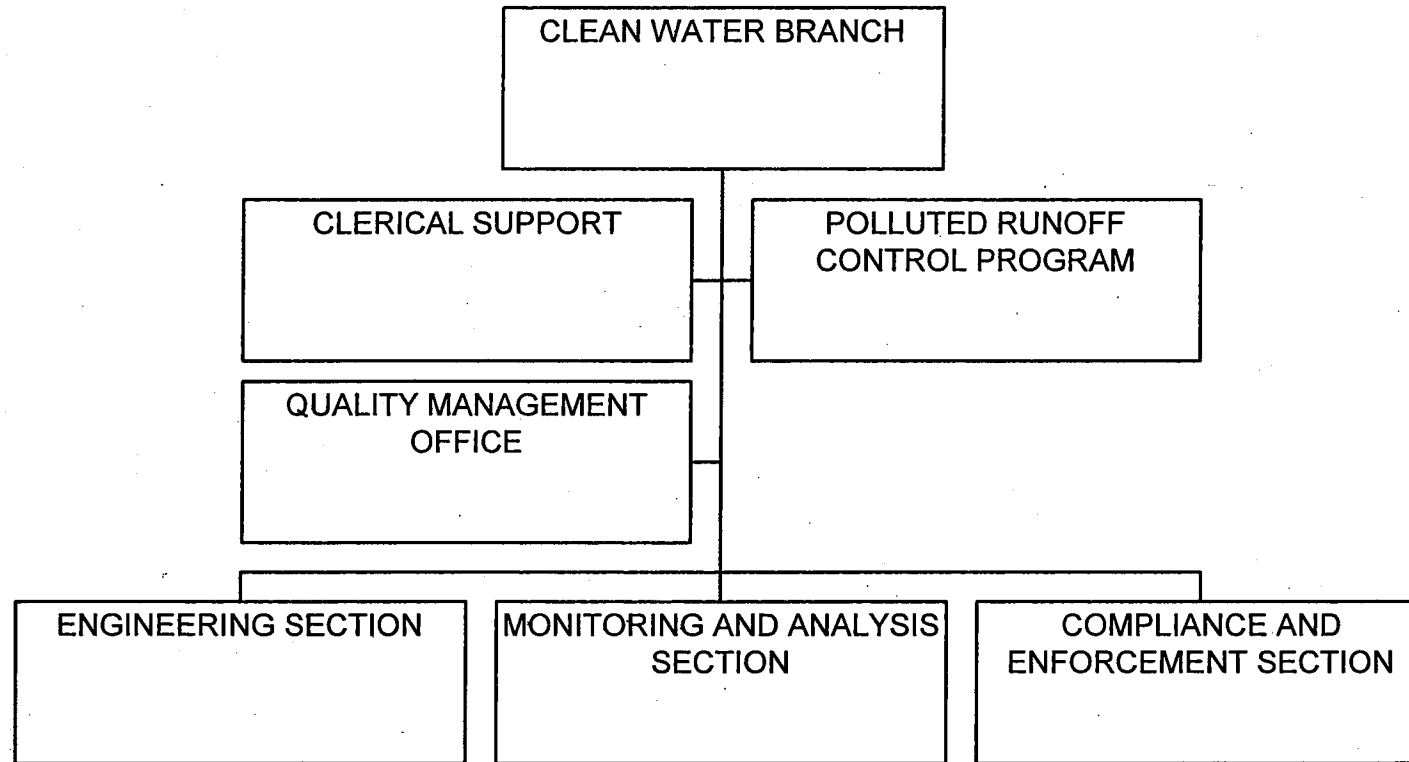 CLEAN WATER BRANCH
CLERICAL SUPPORT
POLLUTED RUNOFF
CONTROL PROGRAM
QUALITY MANAGEMENT
OFFICE
ENGINEERING SECTION
MONITORING AND ANALYSIS
SECTION
COMPLIANCE AND
ENFORCEMENT SECTION